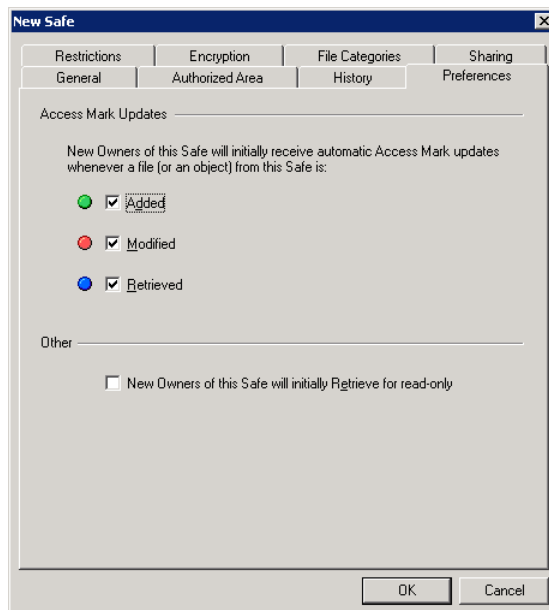 New Safe
Restrictions Encryption File Categories Sharing
General Authorized Area History Preferences
Access Mark Updates
New Owners of this Safe will initially receive automatic Access Mark updates
whenever a file (or an object) from this Safe is:
Added
Modified
Retrieved
Other
New Owners of this Safe will initially Retrieve for read-only
OK Cancel